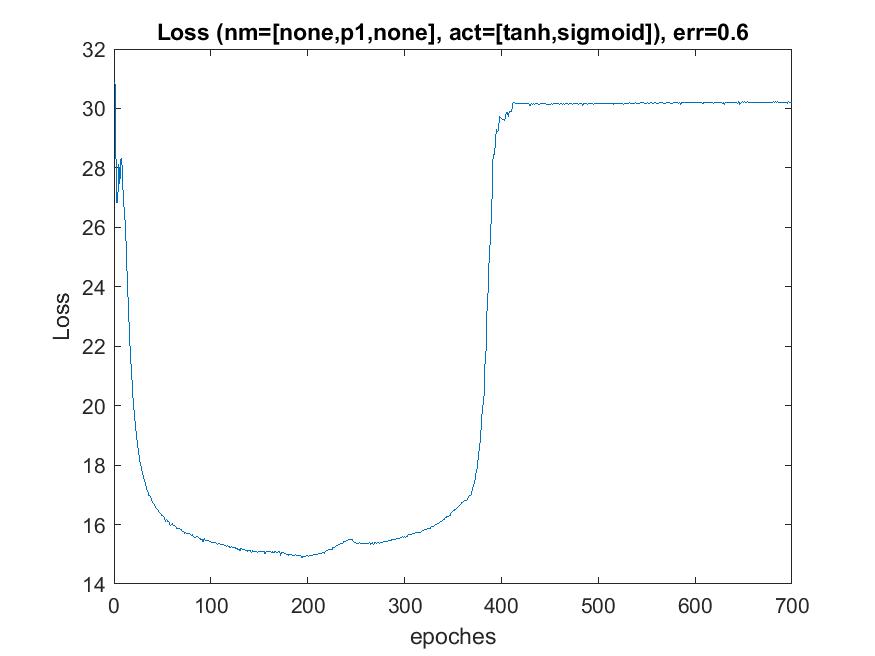 Loss (nm=[none,p1,none], act=[tanh,sigmoid]), err=0.6
32
30
28
26
24
22
20
18
16
14
Loss
0 100 200 300 400 500 600 700
epoches